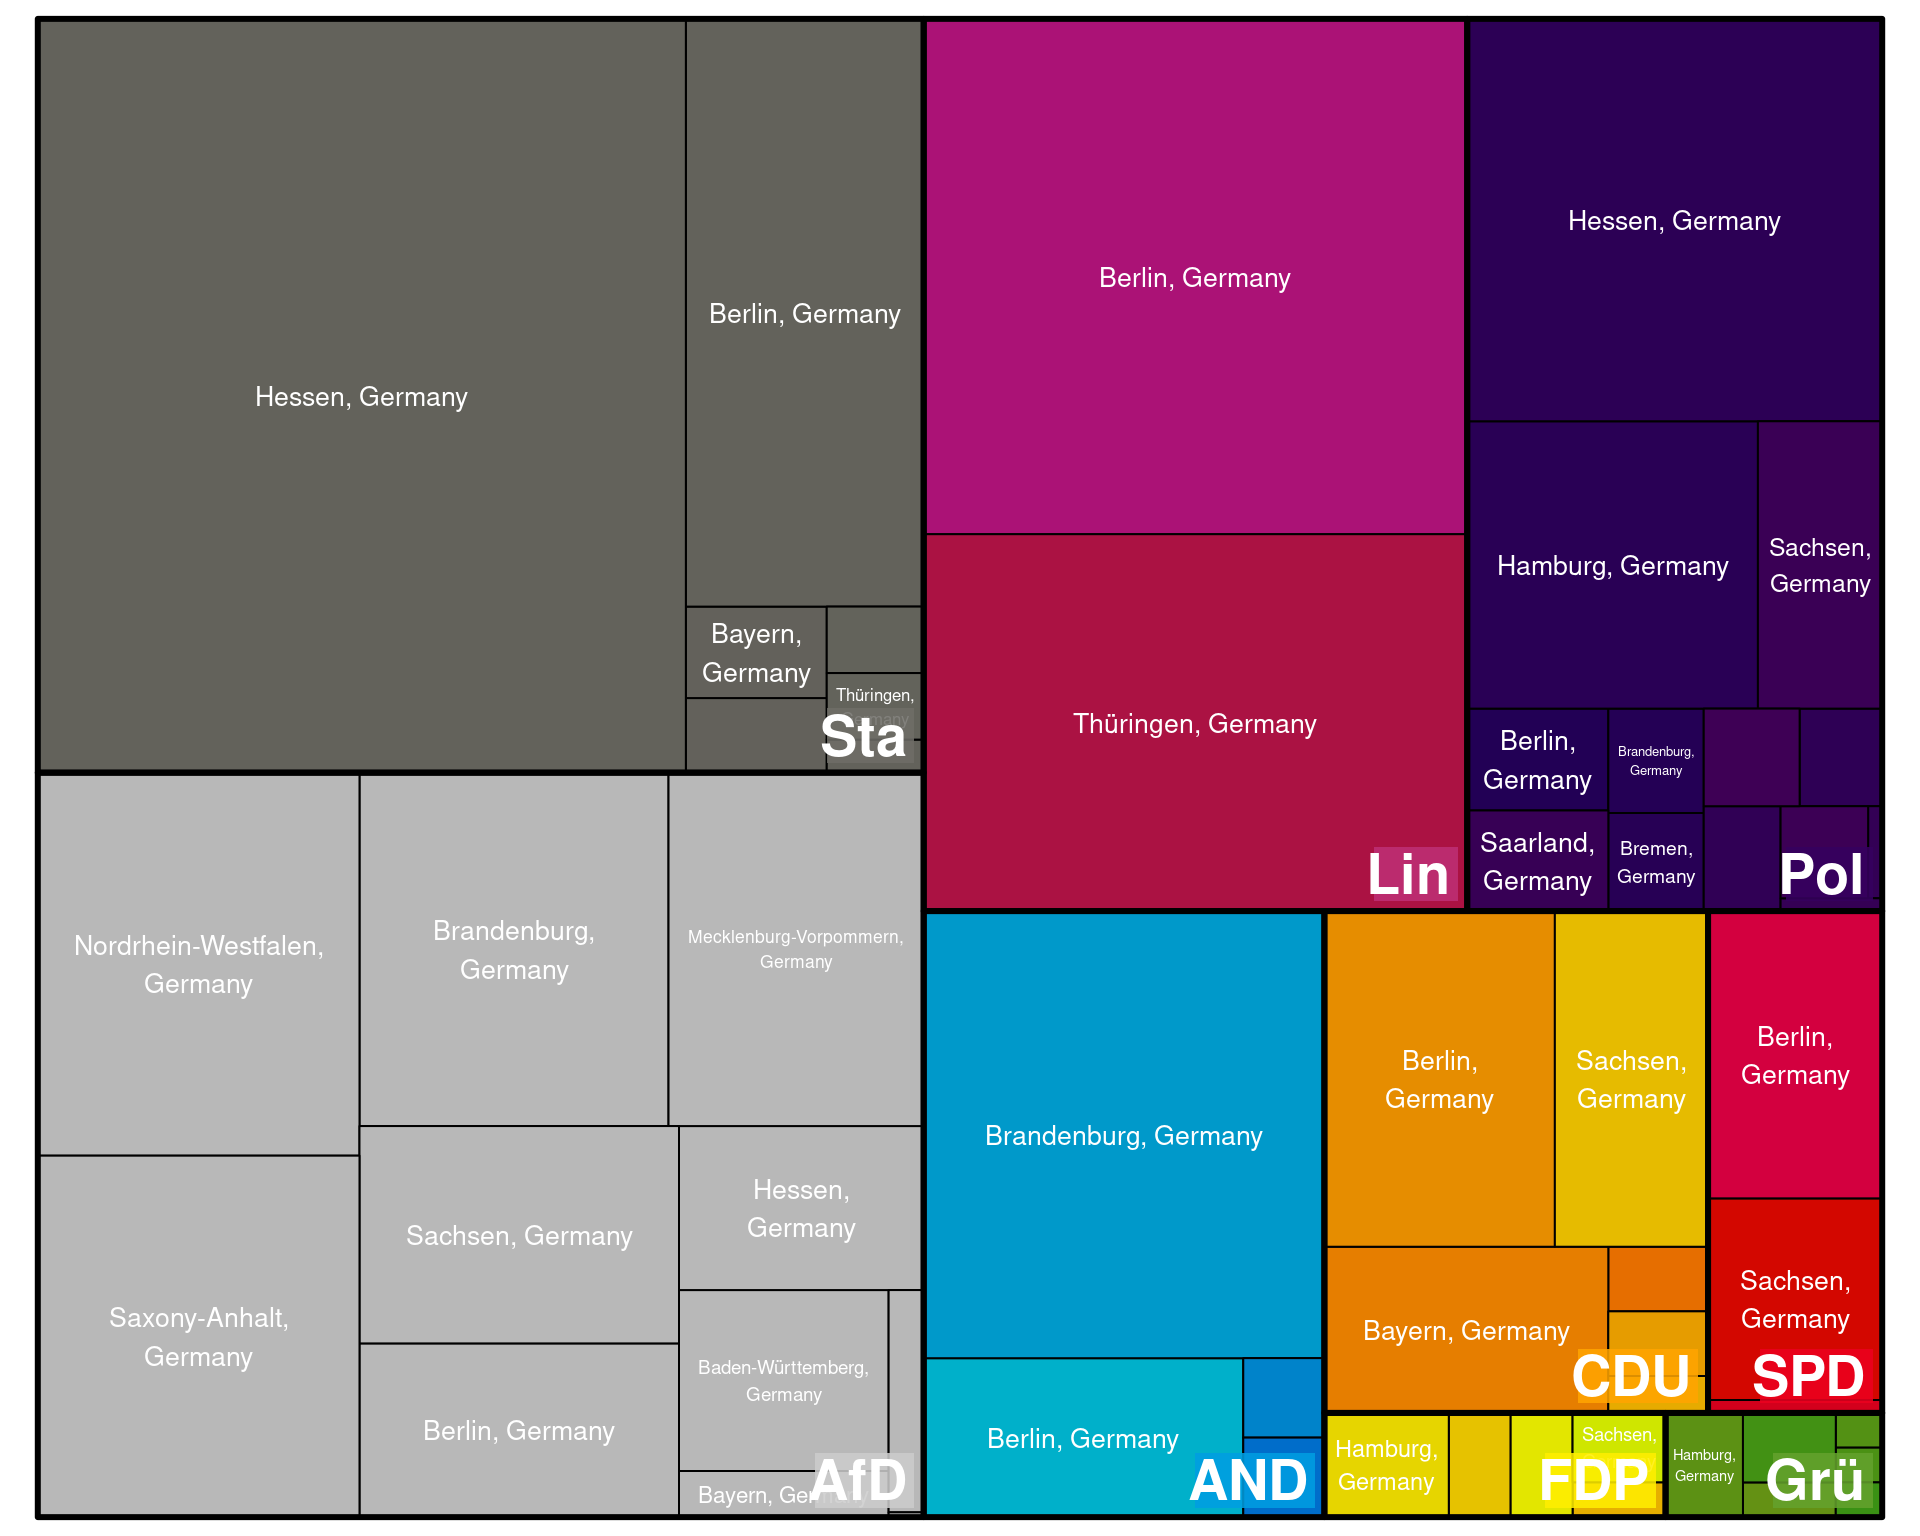 Hessen, Germany
Berlin, Germany
Bayern,
Germany
Thüringen,
Germany
Sta
Nordrhein-Westfalen,
Germany
Brandenburg,
Germany
Mecklenburg-Vorpommern,
Germany
Saxony-Anhalt,
Germany
Sachsen, Germany
Hessen,
Germany
Berlin, Germany
Baden-Württemberg,
Germany
Bayern, Germany
AfD
Berlin, Germany
Thüringen, Germany
Lin
Hessen, Germany
Hamburg, Germany
Sachsen,
Germany
Berlin,
Germany
Brandenburg,
Germany
Saarland,
Germany
Bremen,
Germany
Pol
Brandenburg, Germany
Berlin, Germany
AND
Berlin,
Germany
Sachsen,
Germany
Bayern, Germany
CDU
Berlin,
Germany
Sachsen,
Germany
SPD
Hamburg,
Germany
Sachsen,
FDP
Hamburg,
Germany
Grü